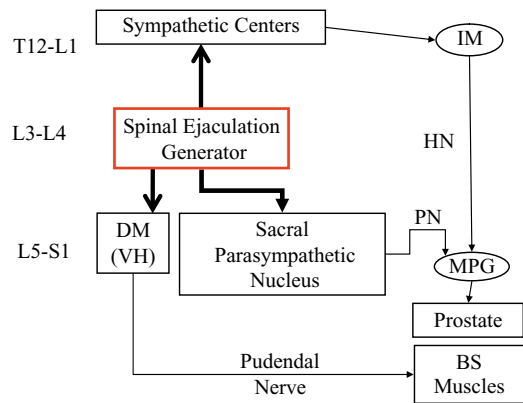 Sympathetic Centers
T12-L1
IM
L3-L4
Spinal Ejaculation
Generator
HN
DM
(VH)
L5-S1
Sacral
Parasympathetic
Nucleus
PN
MPG
Prostate
Pudendal
Nerve
BS
Muscles